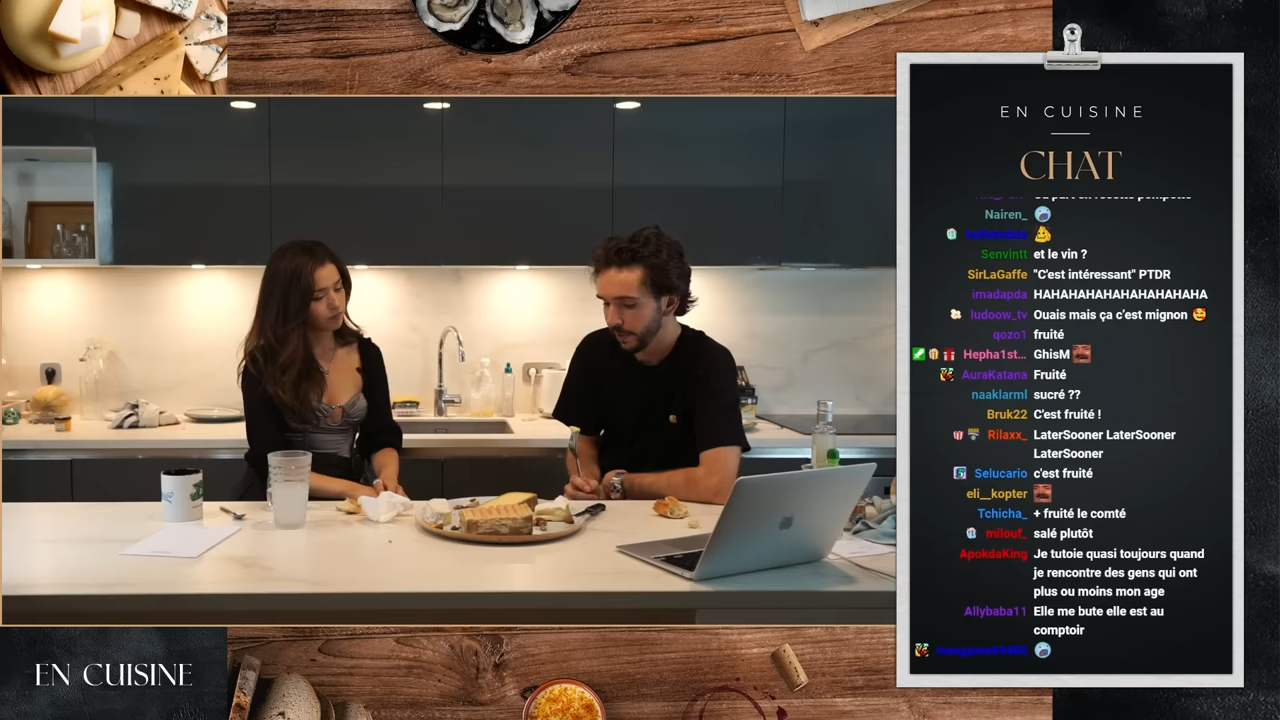 EN CUISINE
CHAT
Nairen_
Senvintt et le vin ?
SirLaGaffe "C'est intéressant" PTDR
imadapda HAHAHAHAHAHAHAHAHAHA
ludoow_tv Ouais mais ça c'est mignon
qozo1 fruité
Hepha1st... GhisM
AuraKatana Fruité
naaklarml sucré ??
Bruk22 C'est fruité !
Rilaxx_ LaterSooner LaterSooner
LaterSooner
Selucario c'est fruité
eli__kopter
Tchicha_ + fruité le comté
milouf_ salé plutôt
ApokdaKing Je tutoie quasi toujours quand
je rencontre des gens qui ont
plus ou moins mon age
Allybaba11 Elle me bute elle est au
comptoir
EN CUISINE